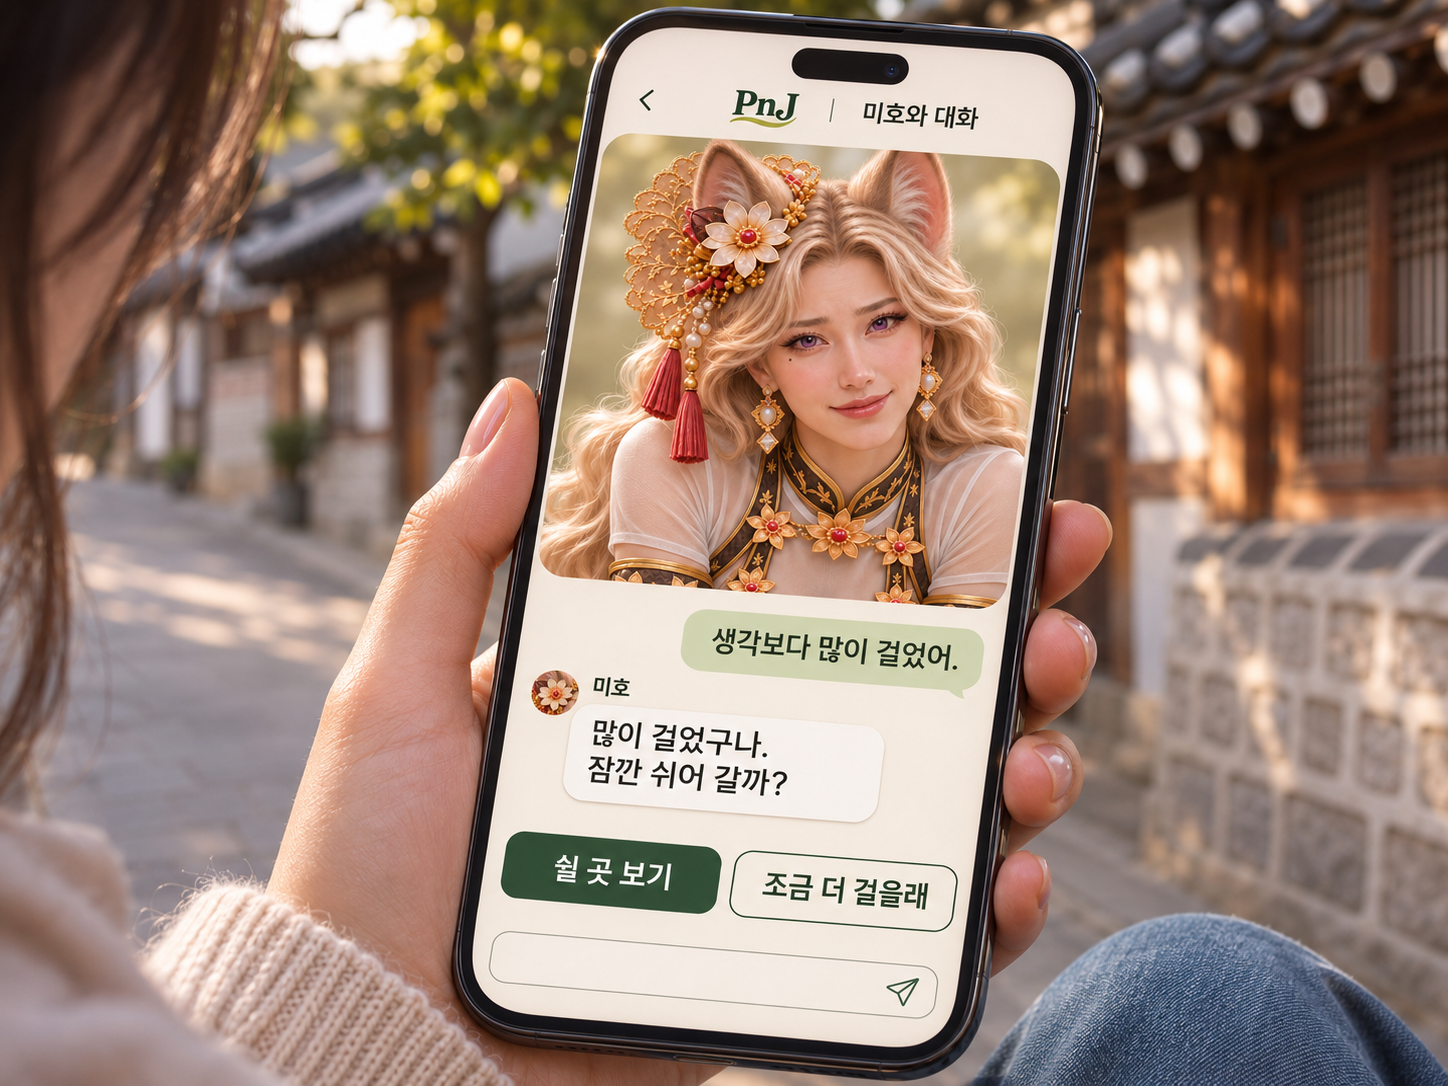 PnJ | 미호와 대화
생각보다 많이 걸었어.
미호
많이 걸었구나.
잠깐 쉬어 갈까?
쉴 곳 보기
조금 더 걸을래